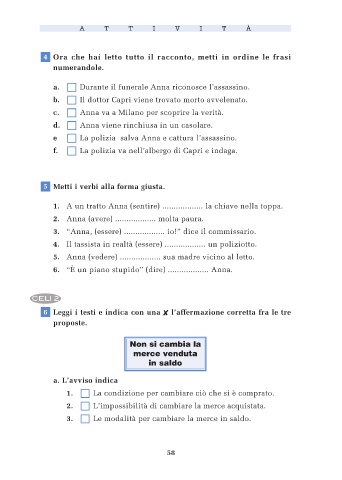 A T T I V I T À
4 Ora che hai letto tutto il racconto, metti in ordine le frasi
numerandole.
a. Durante il funerale Anna riconosce l'assassino.
b. Il dottor Capri viene trovato morto avvelenato.
c. Anna va a Milano per scoprire la verità.
d. Anna viene rinchiusa in un casolare.
e La polizia salva Anna e cattura l'assassino.
f. La polizia va nell'albergo di Capri e indaga.
5 Metti i verbi alla forma giusta.
1. A un tratto Anna (sentire) .................. la chiave nella toppa.
2. Anna (avere) .................. molta paura.
3. "Anna, (essere) .................. io!" dice il commissario.
4. Il tassista in realtà (essere) .................. un poliziotto.
5. Anna (vedere) .................. sua madre vicino al letto.
6. "È un piano stupido" (dire) .................. Anna.
CELI 2
6 Leggi i testi e indica con una ✗ l'affermazione corretta fra le tre
proposte.
Non si cambia la
merce venduta
in saldo
a. L'avviso indica
1. La condizione per cambiare ciò che si è comprato.
2. L'impossibilità di cambiare la merce acquistata.
3. Le modalità per cambiare la merce in saldo.
58